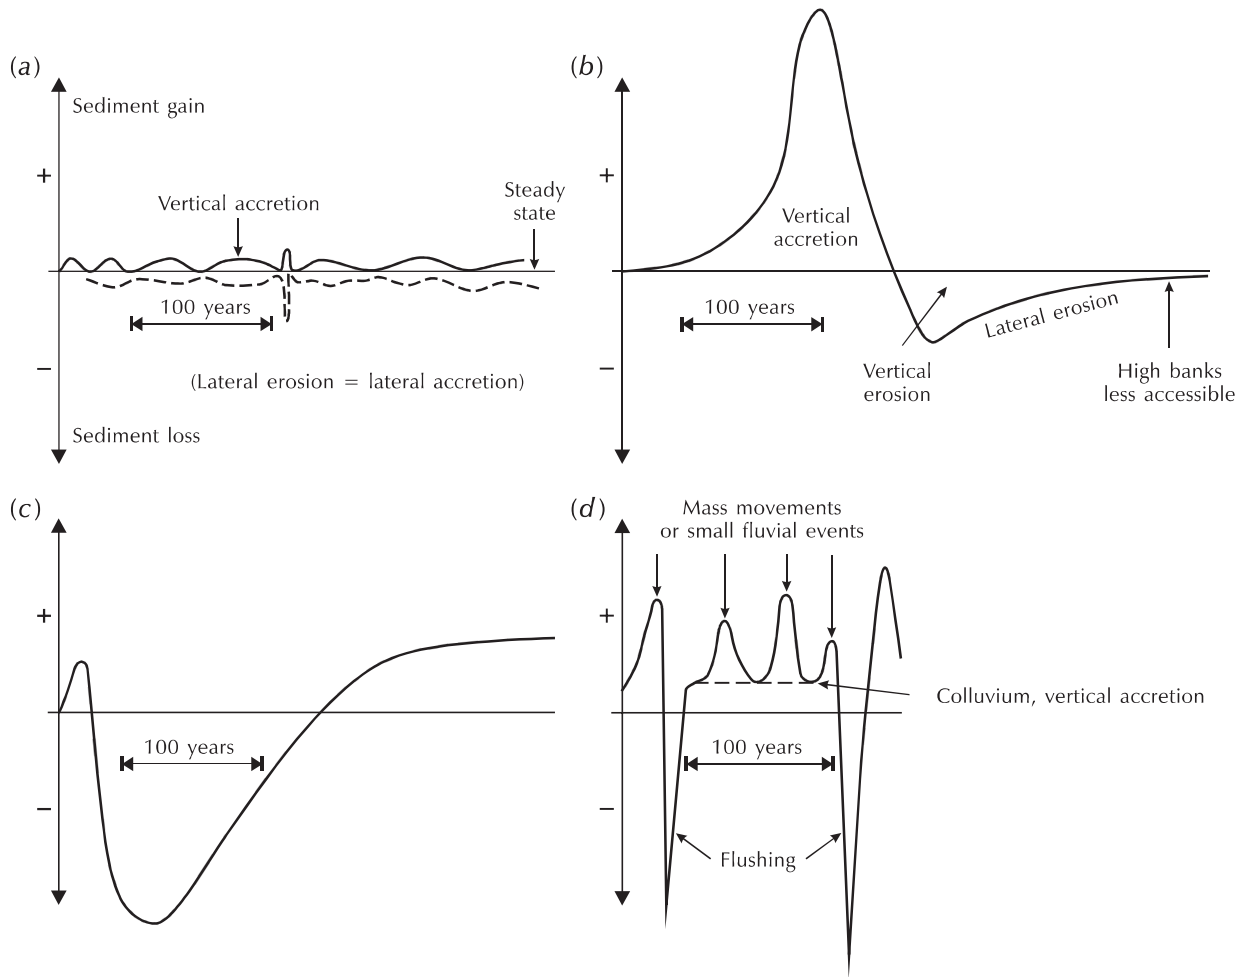 (a)
Sediment gain
+
Vertical accretion
Steady
state
100 years
−
(Lateral erosion = lateral accretion)
Sediment loss
(b)
+
Vertical
accretion
100 years
Lateral erosion
−
Vertical
erosion
High banks
less accessible
(c)
+
100 years
−
(d)
Mass movements
or small fluvial events
+
Colluvium, vertical accretion
100 years
−
Flushing